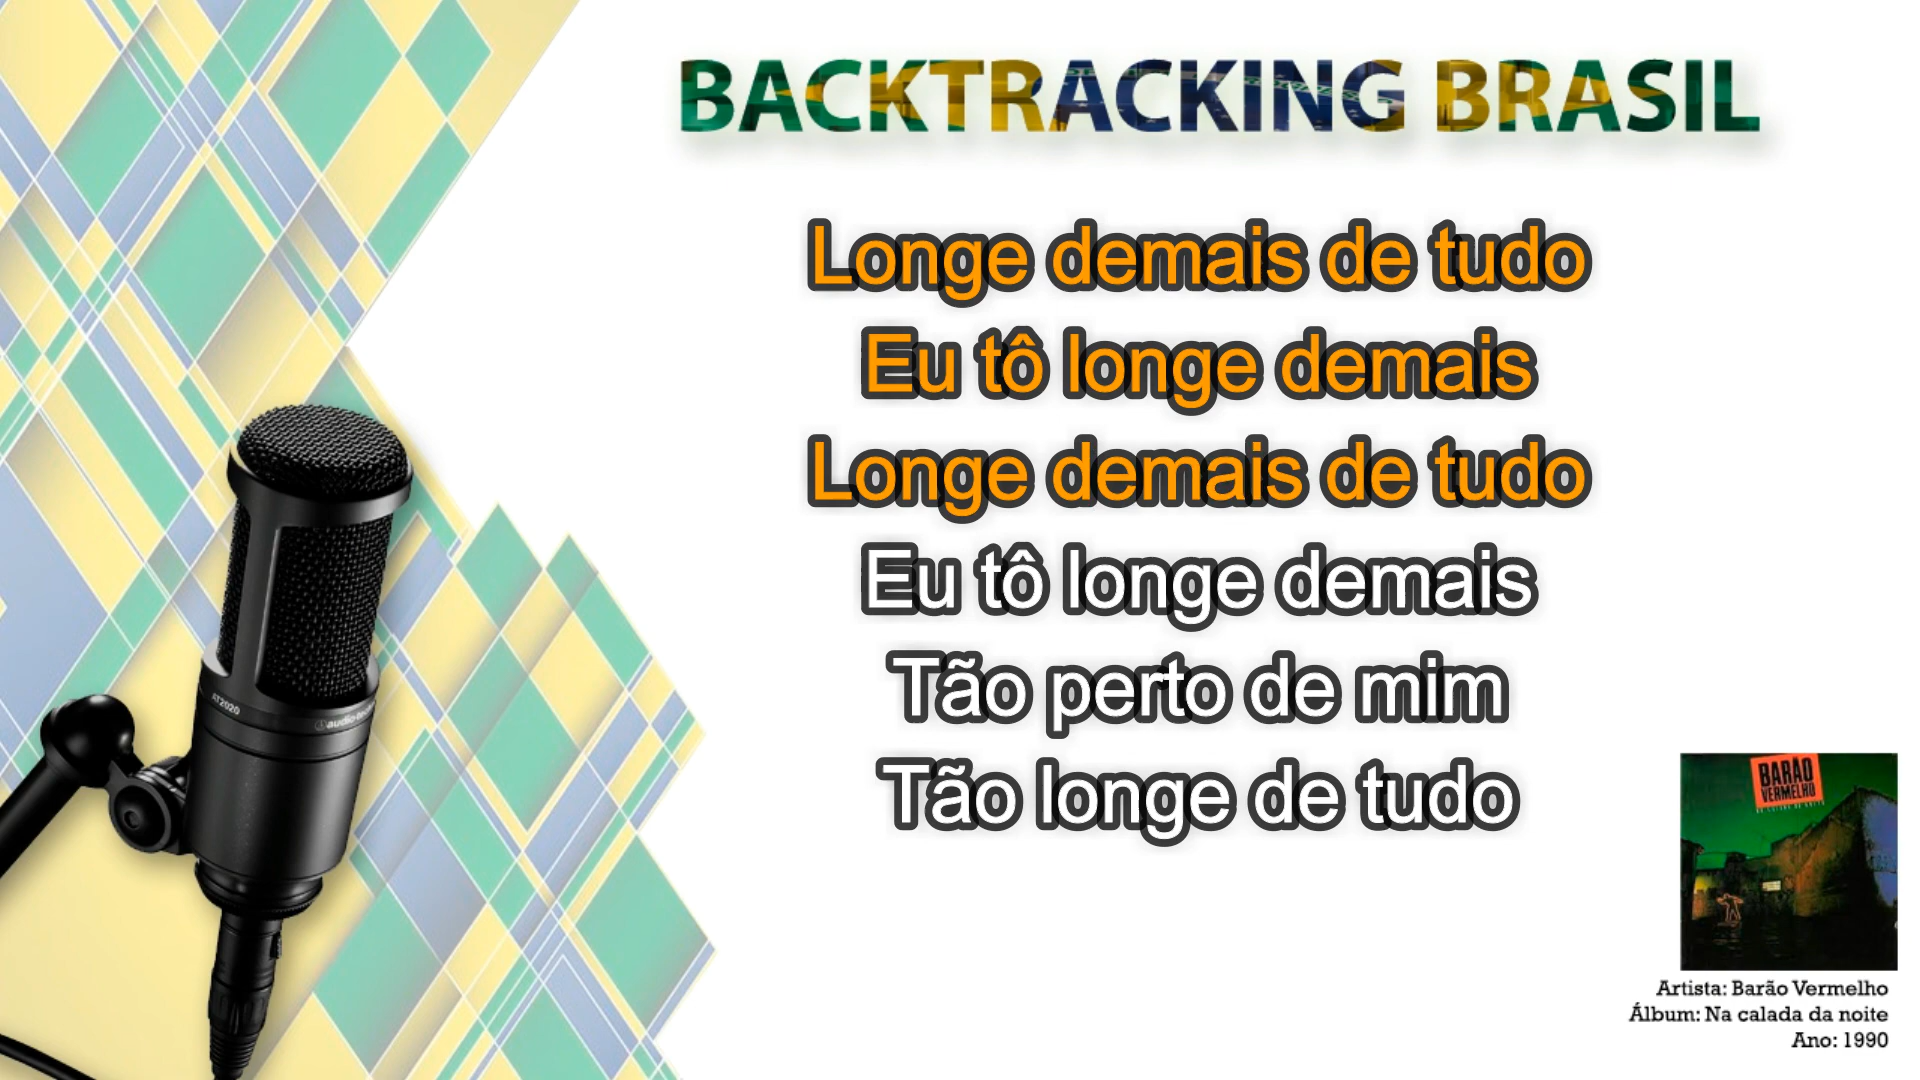 BACKTRACKING BRASIL
Longe demais de tudo
Eu tô longe demais
Longe demais de tudo
Eu tô longe demais
Tão perto de mim
Tão longe de tudo
AT2020
BARÃO
VERMELHO
Artista: Barão Vermelho
Álbum: Na calada da noite
Ano: 1990